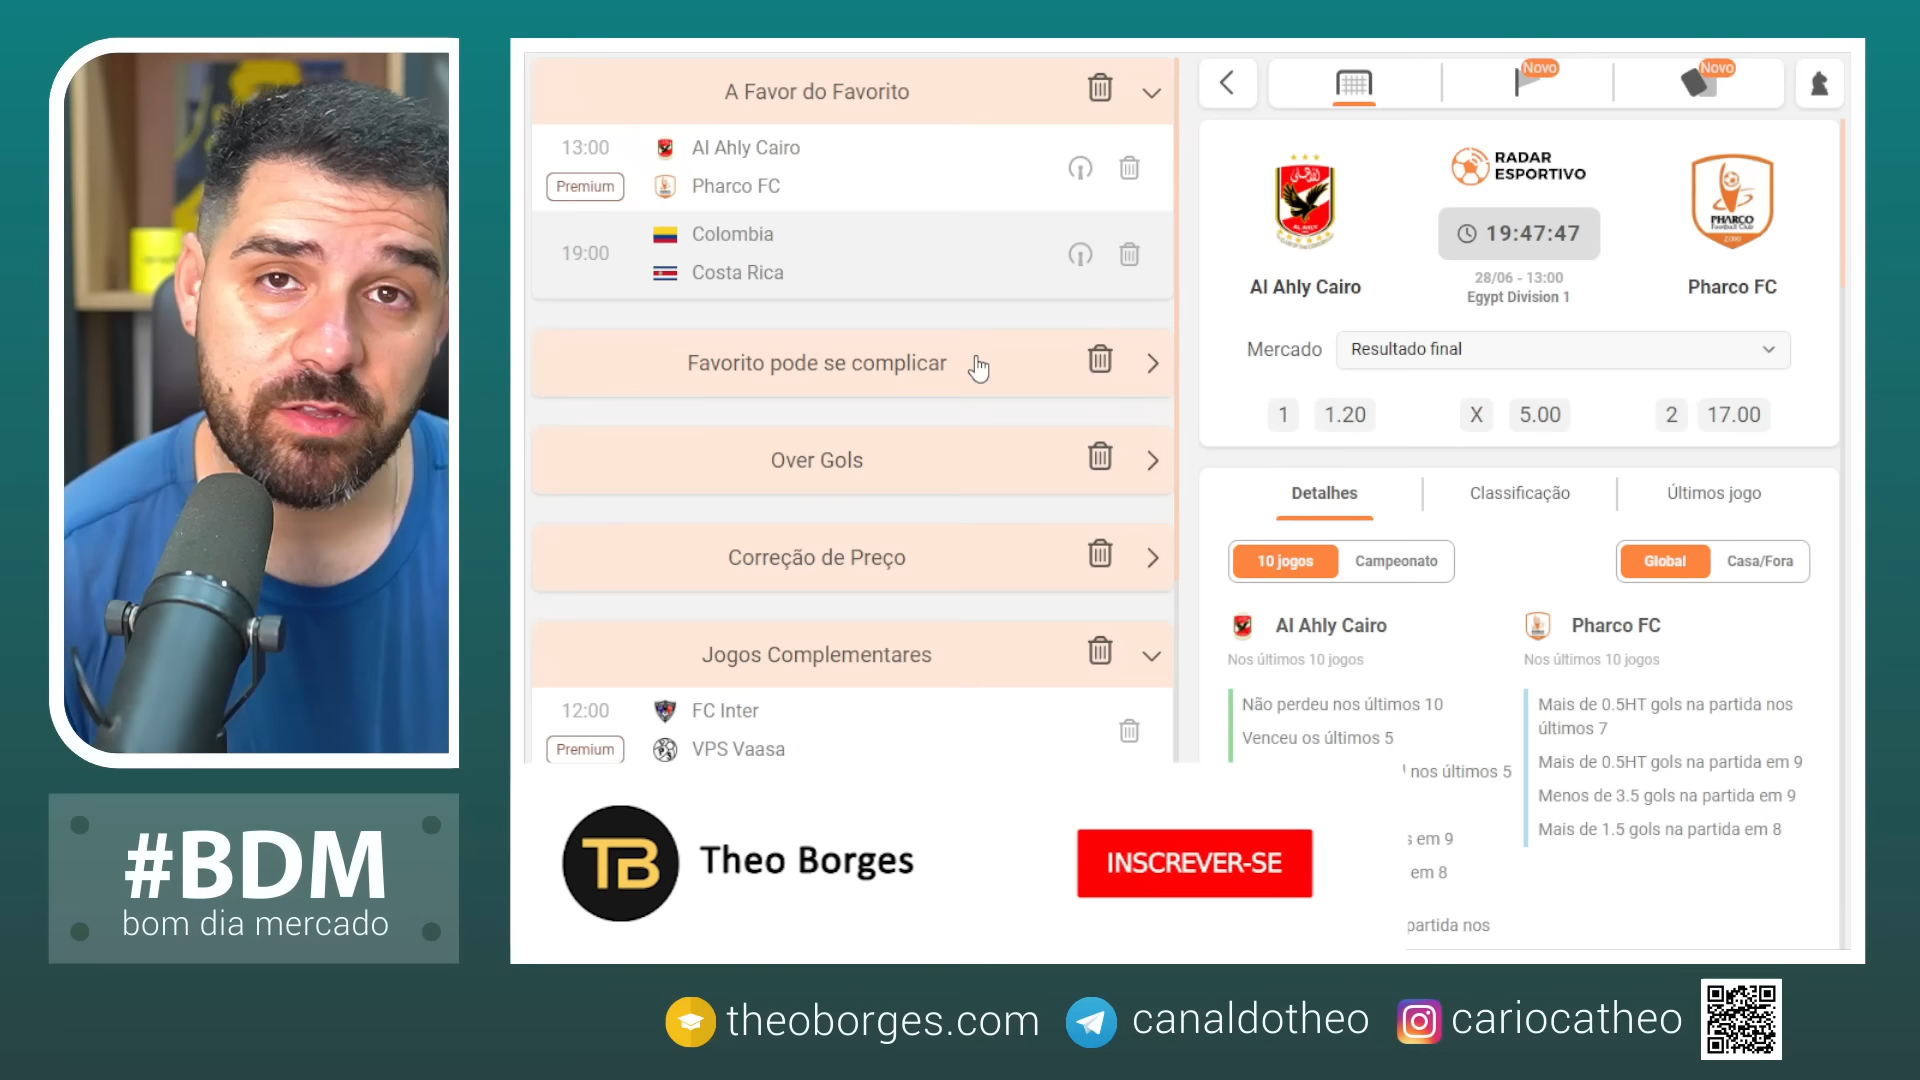 A Favor do Favorito
13:00
Al Ahly Cairo
Premium
Pharco FC
19:00
Colombia
Costa Rica
Favorito pode se complicar
Over Gols
Correção de Preço
Jogos Complementares
12:00
FC Inter
Premium
VPS Vaasa
Novo
Novo
RADAR
ESPORTIVO
19:47:47
28/06 - 13:00
Egypt Division 1
Al Ahly Cairo
PHARCO
Football Club
Pharco FC
Mercado
Resultado final
1 1.20 X 5.00 2 17.00
Detalhes
Classificação
Últimos jogo
10 jogos
Campeonato
Global
Casa/Fora
Al Ahly Cairo
Nos últimos 10 jogos
Não perdeu nos últimos 10
Venceu os últimos 5
nos últimos 5
s em 9
em 8
partida nos
Pharco FC
Nos últimos 10 jogos
Mais de 0.5HT gols na partida nos
últimos 7
Mais de 0.5HT gols na partida em 9
Menos de 3.5 gols na partida em 9
Mais de 1.5 gols na partida em 8
TB
Theo Borges
INSCREVER-SE
#BDM
bom dia mercado
theoborges.com
canaldotheo
cariocatheo